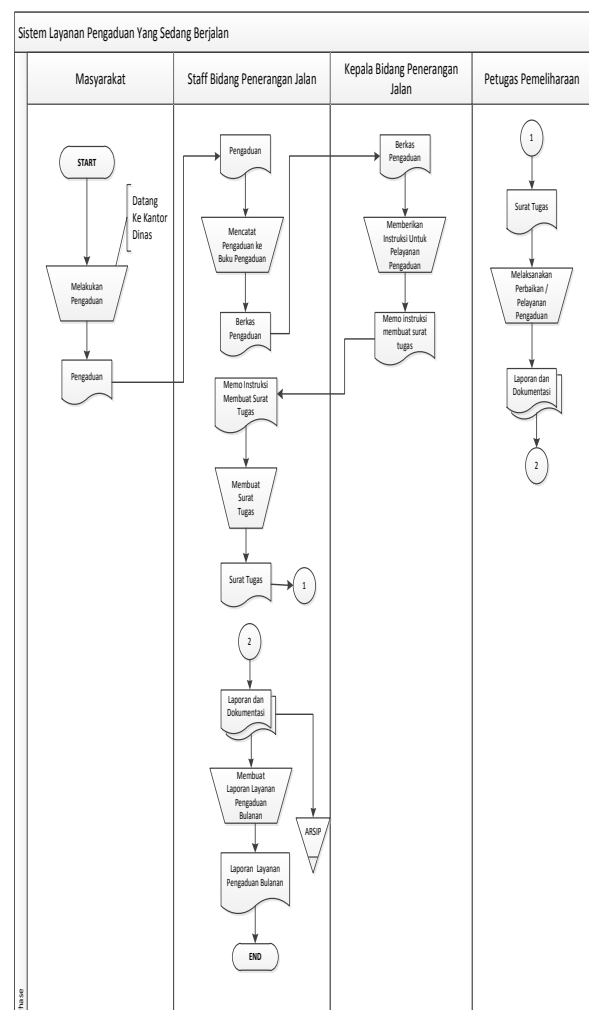 Sistem Layanan Pengaduan Yang Sedang Berjalan
Masyarakat
Staff Bidang Penerangan Jalan
Kepala Bidang Penerangan
Jalan
Petugas Pemeliharaan
START
Datang
Ke Kantor
Dinas
Melakukan
Pengaduan
Pengaduan
Pengaduan
Mencatat
Pengaduan ke
Buku Pengaduan
Berkas
Pengaduan
Memo Instruksi
Membuat Surat
Tugas
Membuat
Surat
Tugas
Surat Tugas
1
2
Laporan dan
Dokumentasi
Membuat
Laporan Layanan
Pengaduan
Bulanan
ARSIP
Laporan Layanan
Pengaduan Bulanan
END
Berkas
Pengaduan
Memberikan
Instruksi Untuk
Pelayanan
Pengaduan
Memo instruksi
membuat surat
tugas
1
Surat Tugas
Melaksanakan
Perbaikan /
Pelayanan
Pengaduan
Laporan dan
Dokumentasi
2
hase